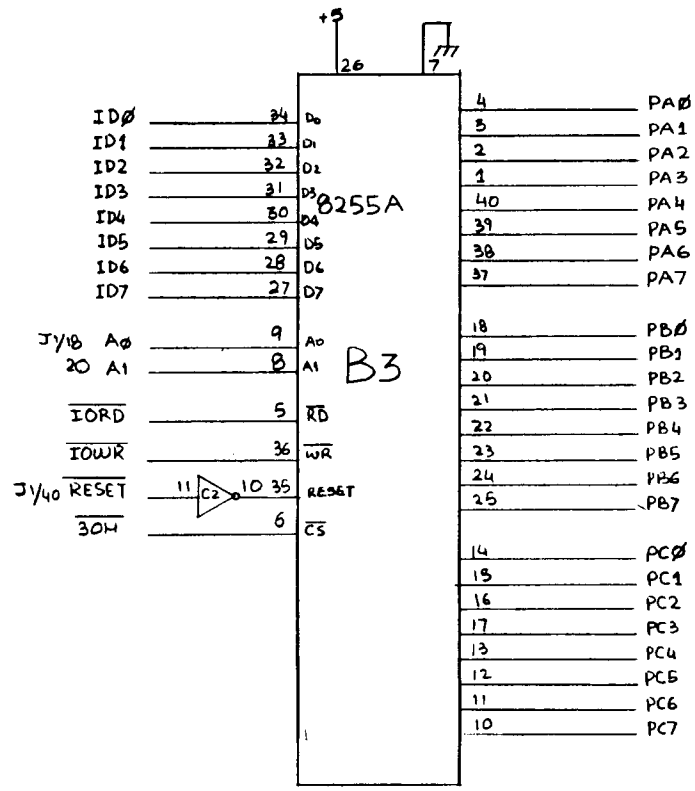 +5
26 7
ID∅ 34 D0 4 PA∅
ID1 33 D1 3 PA1
ID2 32 D2 2 PA2
ID3 31 D3 1 PA3
8255A
ID4 30 D4 40 PA4
ID5 29 D5 39 PA5
ID6 28 D6 38 PA6
ID7 27 D7 37 PA7
J1/18 A∅ 9 A0 18 PB∅
20 A1 8 A1 19 PB1
B3
20 PB2
IORD 5 RD 21 PB3
22 PB4
IOWR 36 WR 23 PB5
24 PB6
J1/40 RESET 11 C2 10 35 RESET 25 PB7
30H 6 CS
14 PC∅
15 PC1
16 PC2
17 PC3
13 PC4
12 PC5
11 PC6
10 PC7